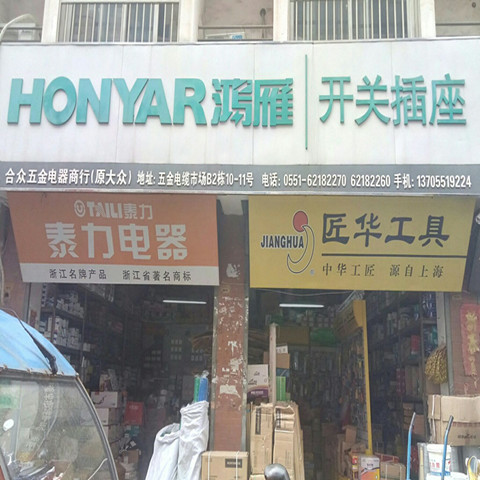 HONYAR鸿雁 开关插座
合众五金电器商行(原大众) 地址:五金电缆市场B2栋10-11号 电话:0551-62182270 62182260 手机:13705519224
TAILI泰力
泰力电器
浙江名牌产品 浙江省著名商标
JIANGHUA
匠华工具
中华工匠 源自上海